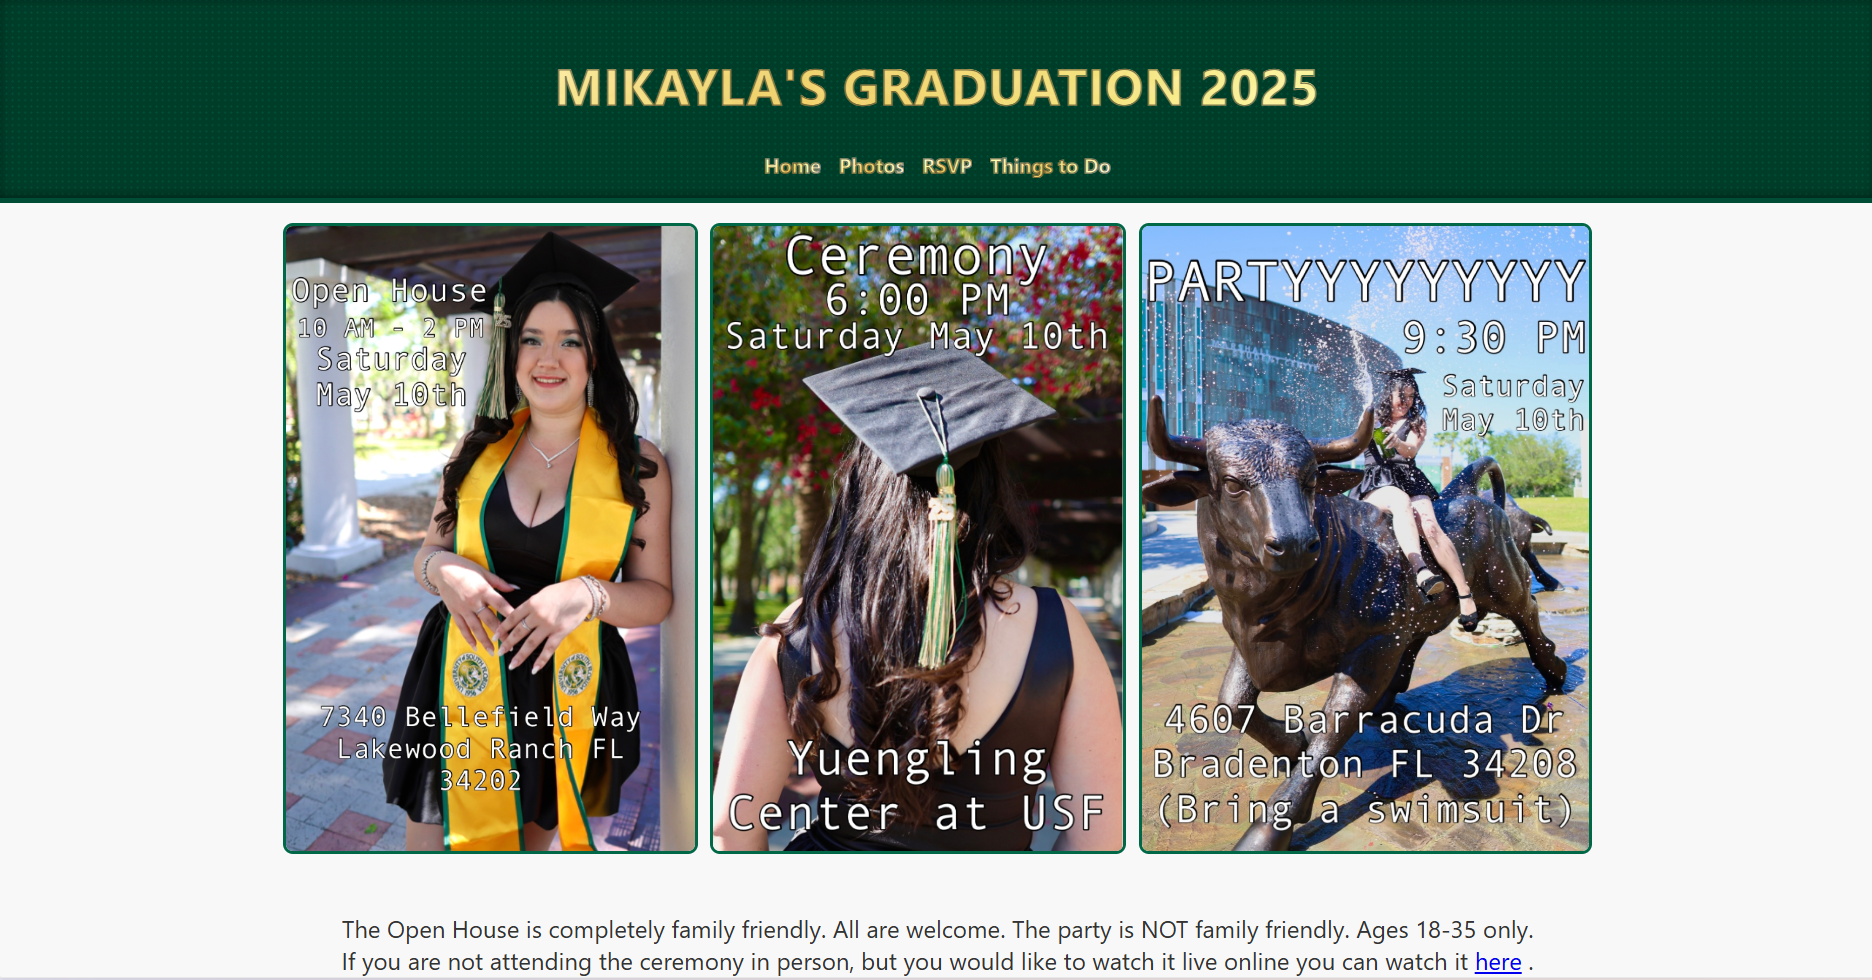 MIKAYLA'S GRADUATION 2025
Home Photos RSVP Things to Do
Open House
10 AM - 2 PM
Saturday
May 10th
7340 Bellefield Way
Lakewood Ranch FL
34202
Ceremony
6:00 PM
Saturday May 10th
Yuengling
Center at USF
PARTYYYYYYYYY
9:30 PM
Saturday
May 10th
4607 Barracuda Dr
Bradenton FL 34208
(Bring a swimsuit)
The Open House is completely family friendly. All are welcome. The party is NOT family friendly. Ages 18-35 only.
If you are not attending the ceremony in person, but you would like to watch it live online you can watch it here .